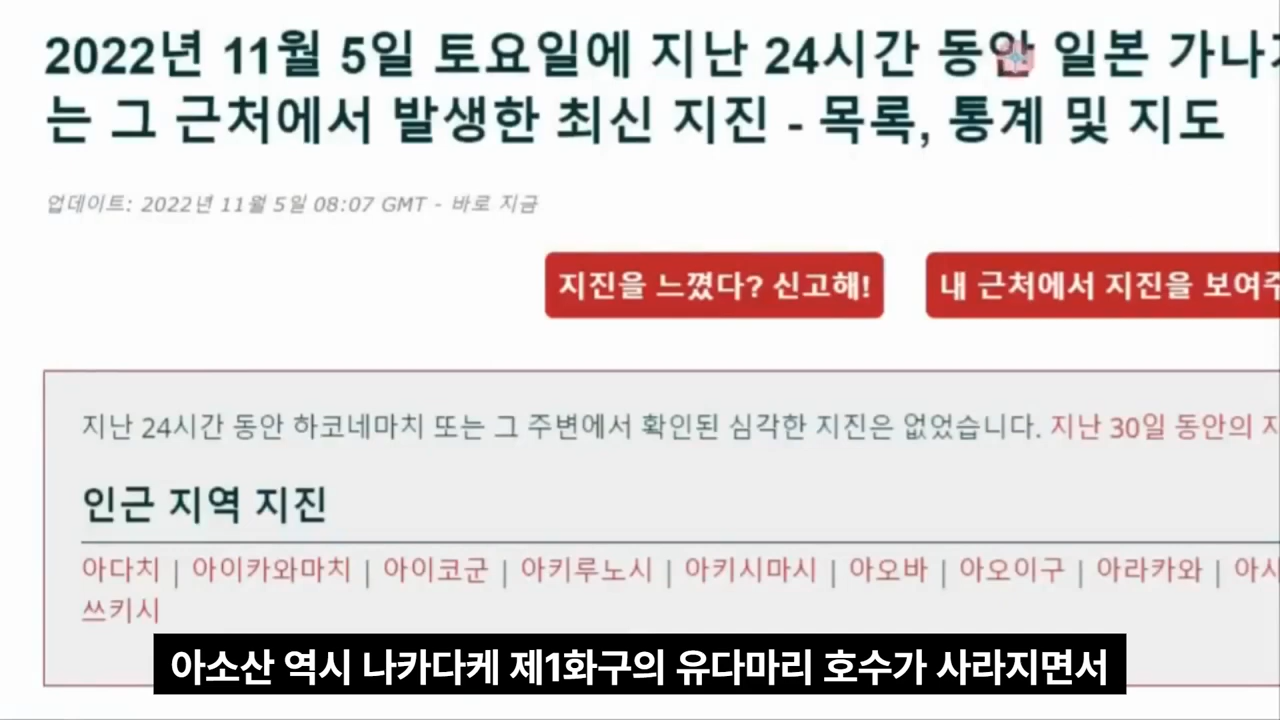 2022년 11월 5일 토요일에 지난 24시간 동안 일본 가나
는 그 근처에서 발생한 최신 지진 - 목록, 통계 및 지도
업데이트: 2022년 11월 5일 08:07 GMT - 바로 지금
지진을 느꼈다? 신고해! 내 근처에서 지진을 보여
지난 24시간 동안 하코네마치 또는 그 주변에서 확인된 심각한 지진은 없었습니다. 지난 30일 동안의
인근 지역 지진
아다치 | 아이카와마치 | 아이코군 | 아키루노시 | 아키시마시 | 아오바 | 아오이구 | 아라카와 | 아
쓰키시
아소산 역시 나카다케 제1화구의 유다마리 호수가 사라지면서